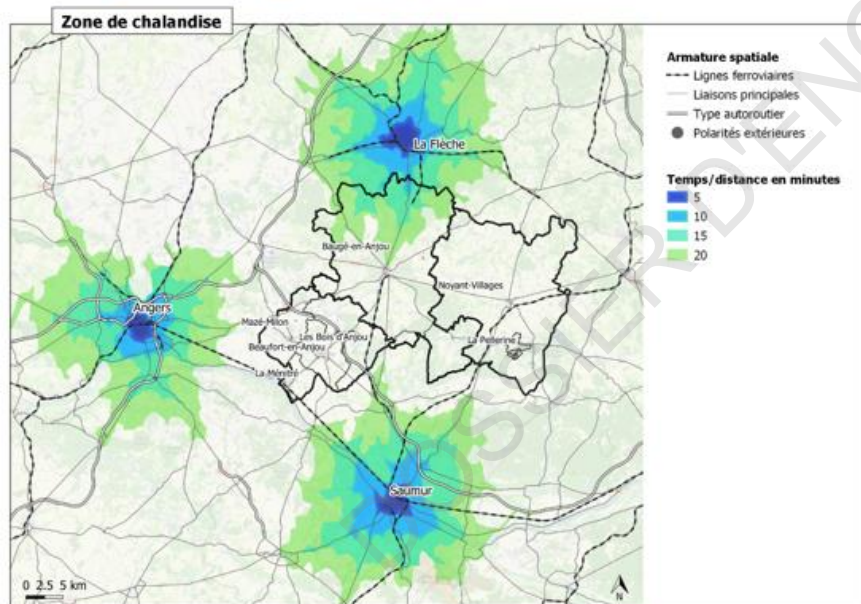 Zone de chalandise
La Flèche
Baugé-en-Anjou
Noyant-Villages
Angers
Mazé-Milon
Les Bois d'Anjou
Beaufort-en-Anjou
La Pellerine
La Ménitré
Saumur
0 2.5 5 km
N
Armature spatiale
Lignes ferroviaires
Liaisons principales
Type autoroutier
Polarités extérieures
Temps/distance en minutes
5
10
15
20
DOSSIER D'ENQ